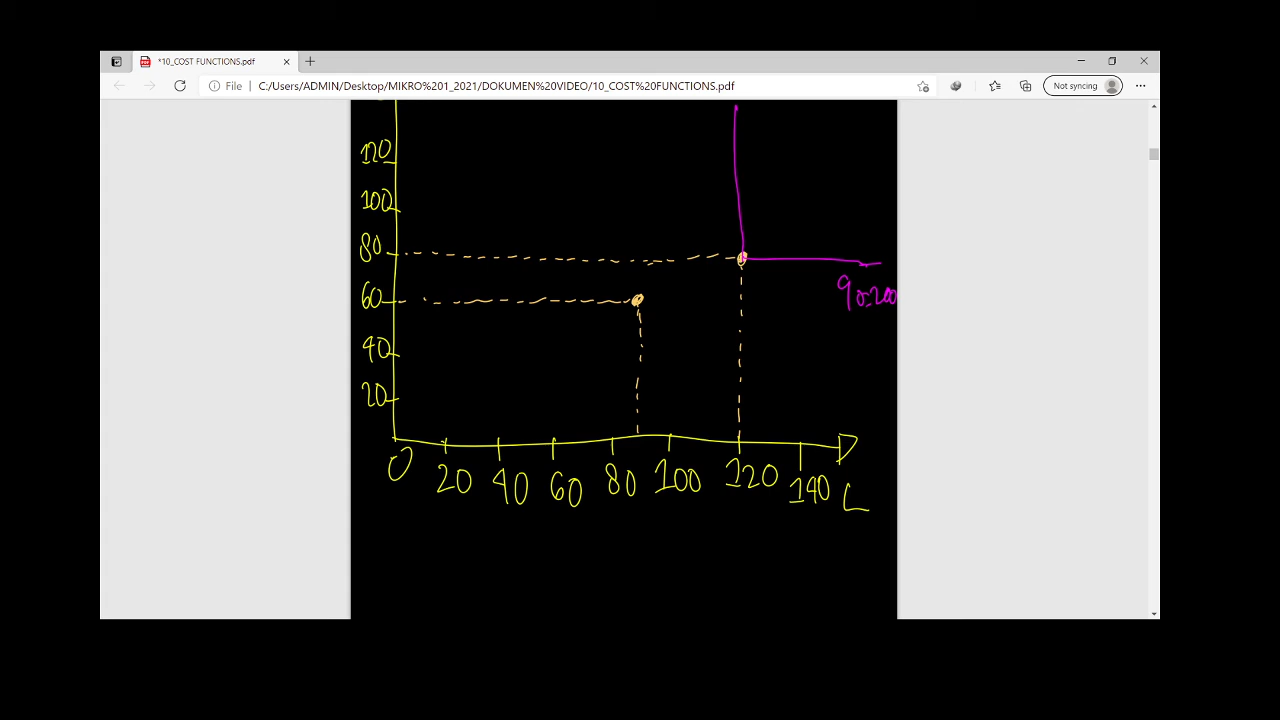 *10_COST FUNCTIONS.pdf
File C:/Users/ADMIN/Desktop/MIKRO%201_2021/DOKUMEN%20VIDEO/10_COST%20FUNCTIONS.pdf Not syncing
120
100
80
60
40
20
0 20 40 60 80 100 120 140 L